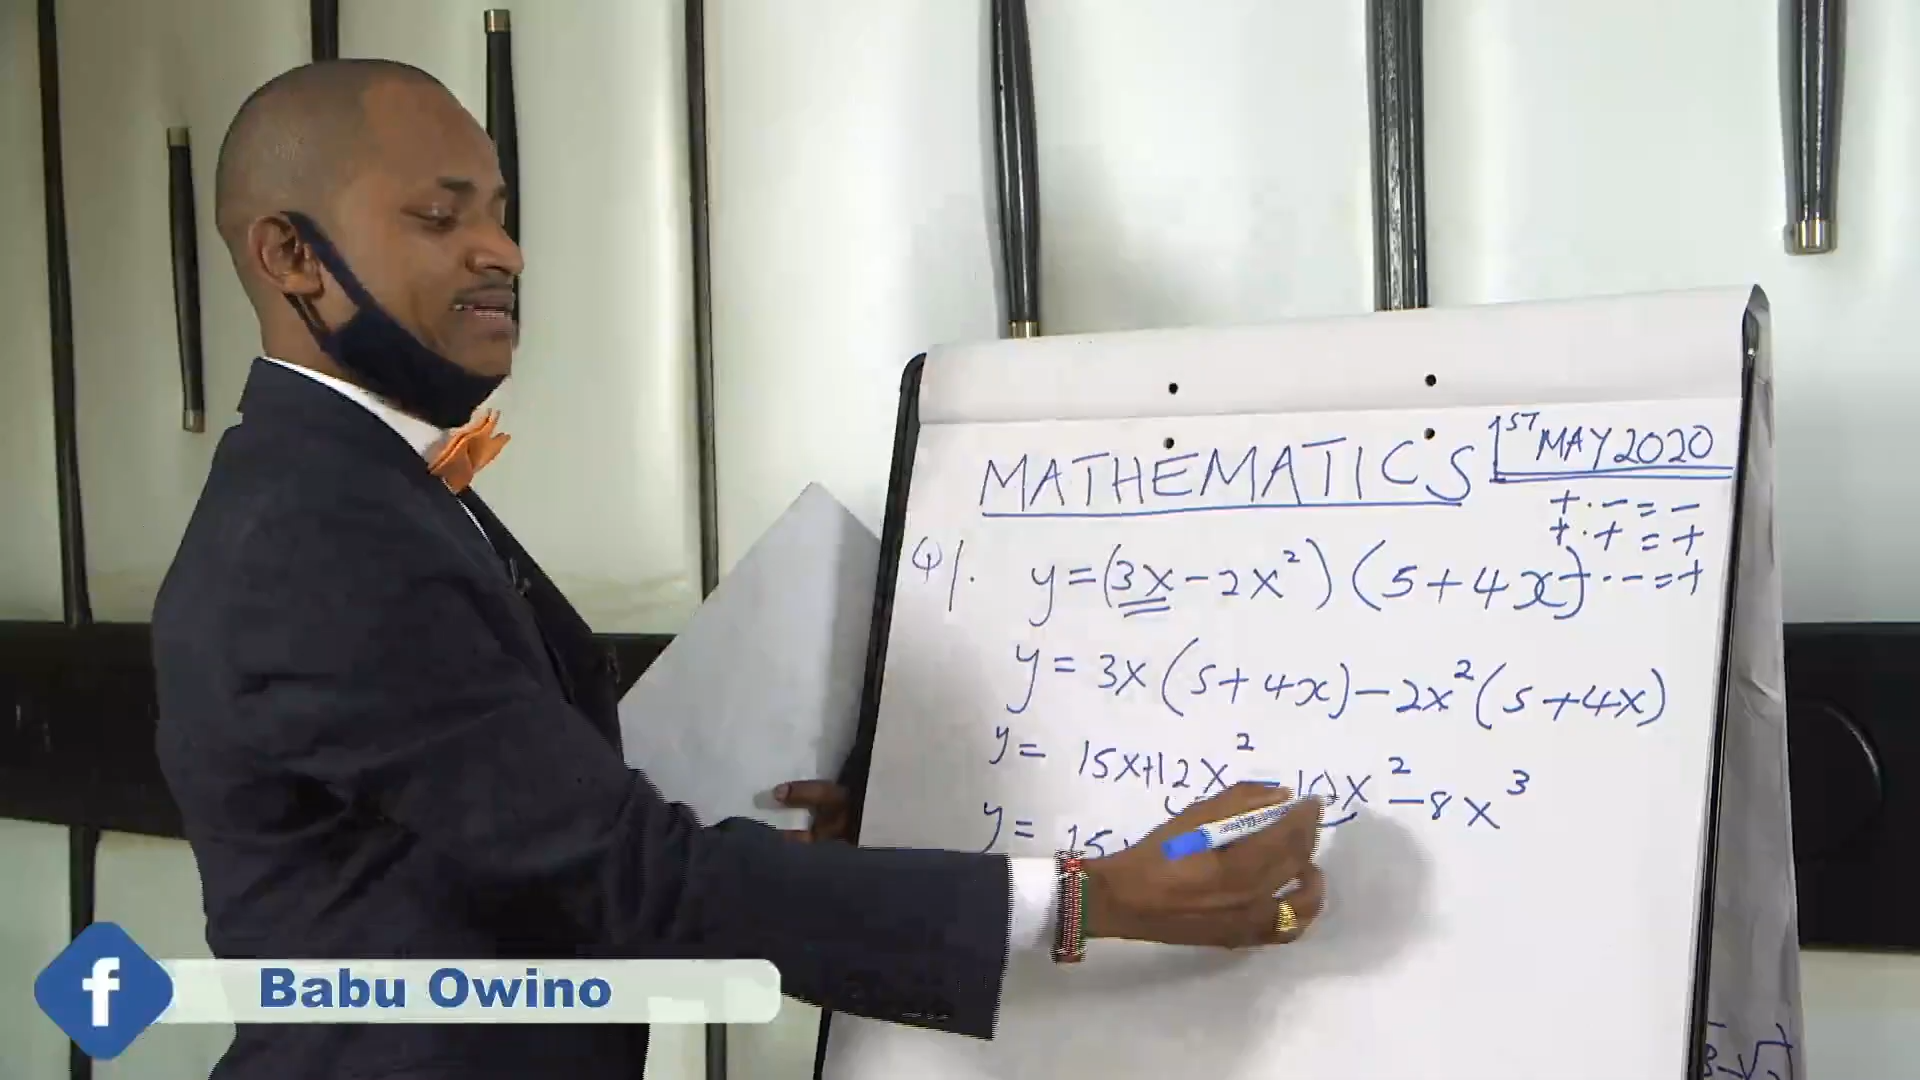 MATHEMATICS
1ST MAY 2020
+ . - = -
+ . + = +
- . - = +
Q1. y = (3x - 2x²) (5 + 4x)
y = 3x (5 + 4x) - 2x² (5 + 4x)
y = 15x + 12x² - 10x² - 8x³
y = 15
f Babu Owino